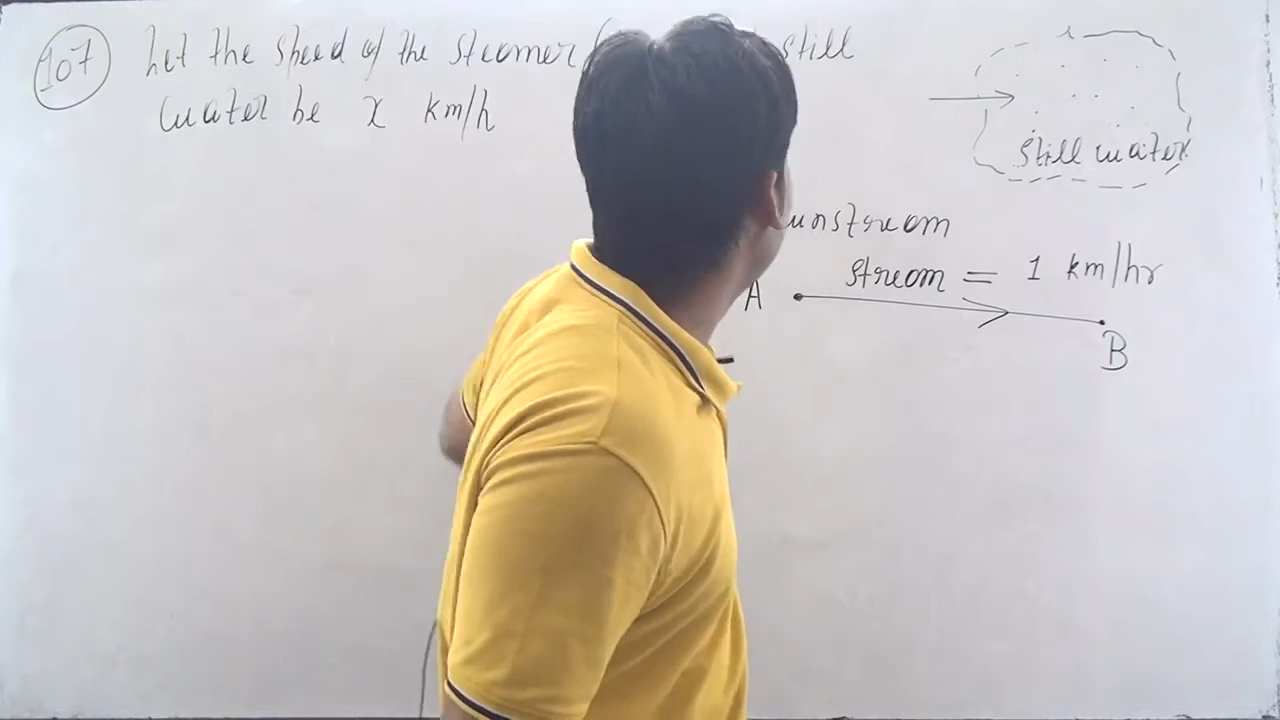 107 Let the speed of the steamer ( still
water be x km/h
still water
unstream
stream = 1 km/hr
A
B